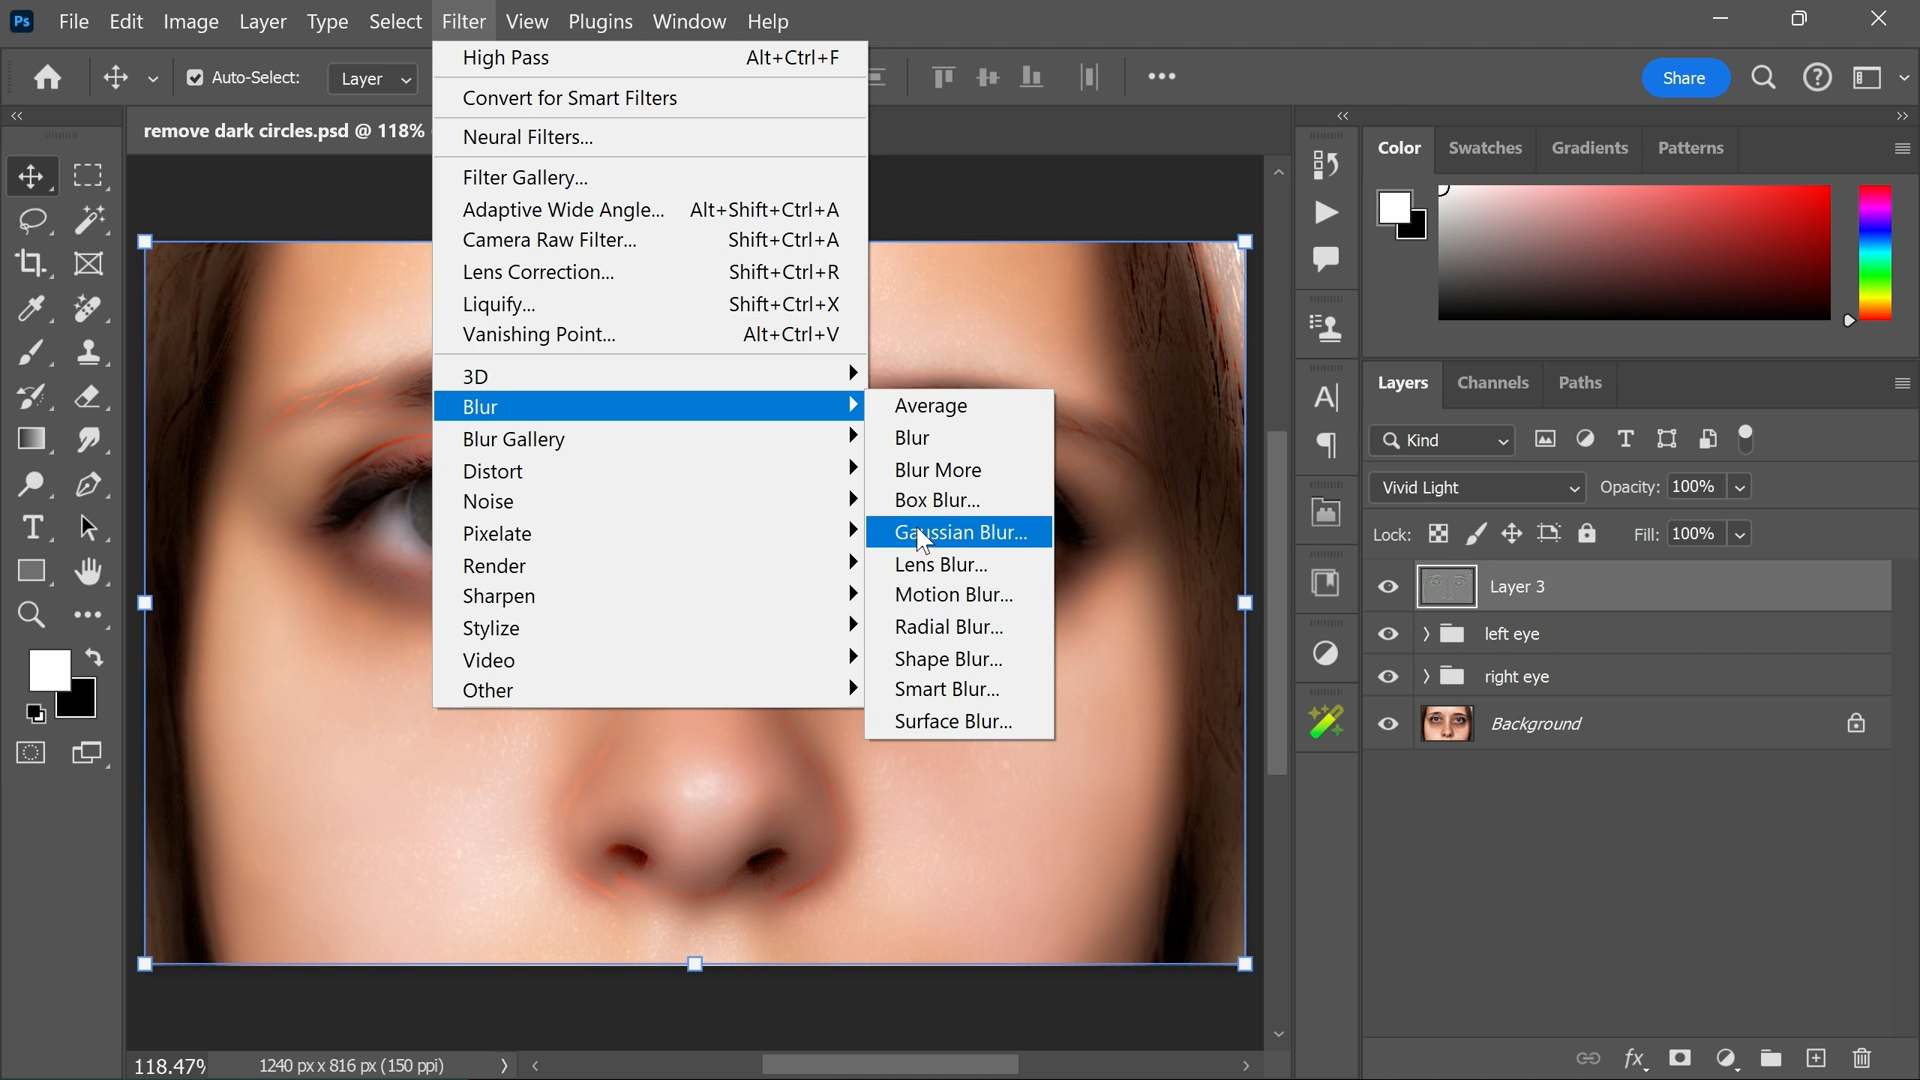 Ps File Edit Image Layer Type Select Filter View Plugins Window Help
Auto-Select: Layer
Share
remove dark circles.psd @ 118%
High Pass Alt+Ctrl+F
Convert for Smart Filters
Neural Filters...
Filter Gallery...
Adaptive Wide Angle... Alt+Shift+Ctrl+A
Camera Raw Filter... Shift+Ctrl+A
Lens Correction... Shift+Ctrl+R
Liquify... Shift+Ctrl+X
Vanishing Point... Alt+Ctrl+V
3D
Blur
Blur Gallery
Distort
Noise
Pixelate
Render
Sharpen
Stylize
Video
Other
Average
Blur
Blur More
Box Blur...
Gaussian Blur...
Lens Blur...
Motion Blur...
Radial Blur...
Shape Blur...
Smart Blur...
Surface Blur...
Color Swatches Gradients Patterns
Layers Channels Paths
Kind
Vivid Light Opacity: 100%
Lock: Fill: 100%
Layer 3
left eye
right eye
Background
118.47% 1240 px x 816 px (150 ppi)